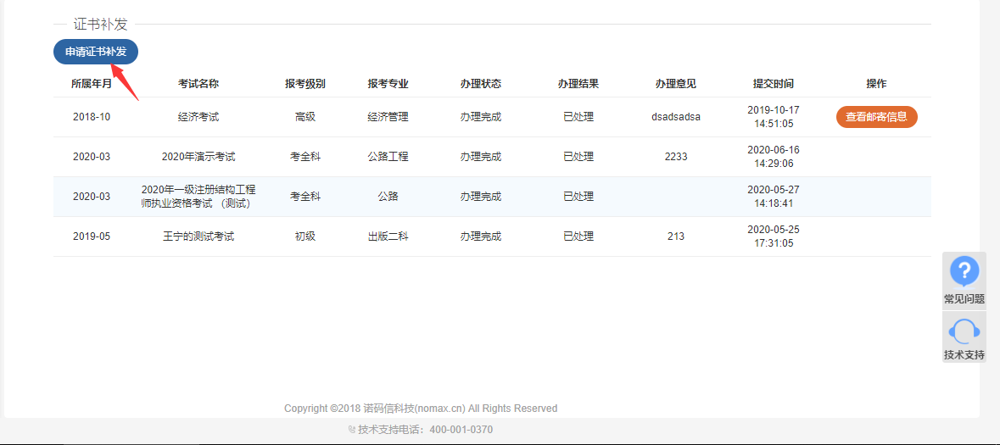 证书补发
申请证书补发
所属年月 考试名称 报考级别 报考专业 办理状态 办理结果 办理意见 提交时间 操作
2018-10 经济考试 高级 经济管理 办理完成 已处理 dsadsadsa 2019-10-17
14:51:05 查看邮寄信息
2020-03 2020年演示考试 考全科 公路工程 办理完成 已处理 2233 2020-06-16
14:29:06
2020-03 2020年一级注册结构工程 考全科 公路 办理完成 已处理 2020-05-27
师执业资格考试 （测试） 14:18:41
2019-05 王宁的测试考试 初级 出版二科 办理完成 已处理 213 2020-05-25
17:31:05
?
常见问题
技术支持
Copyright ©2018 诺码信科技(nomax.cn) All Rights Reserved
技术支持电话：400-001-0370